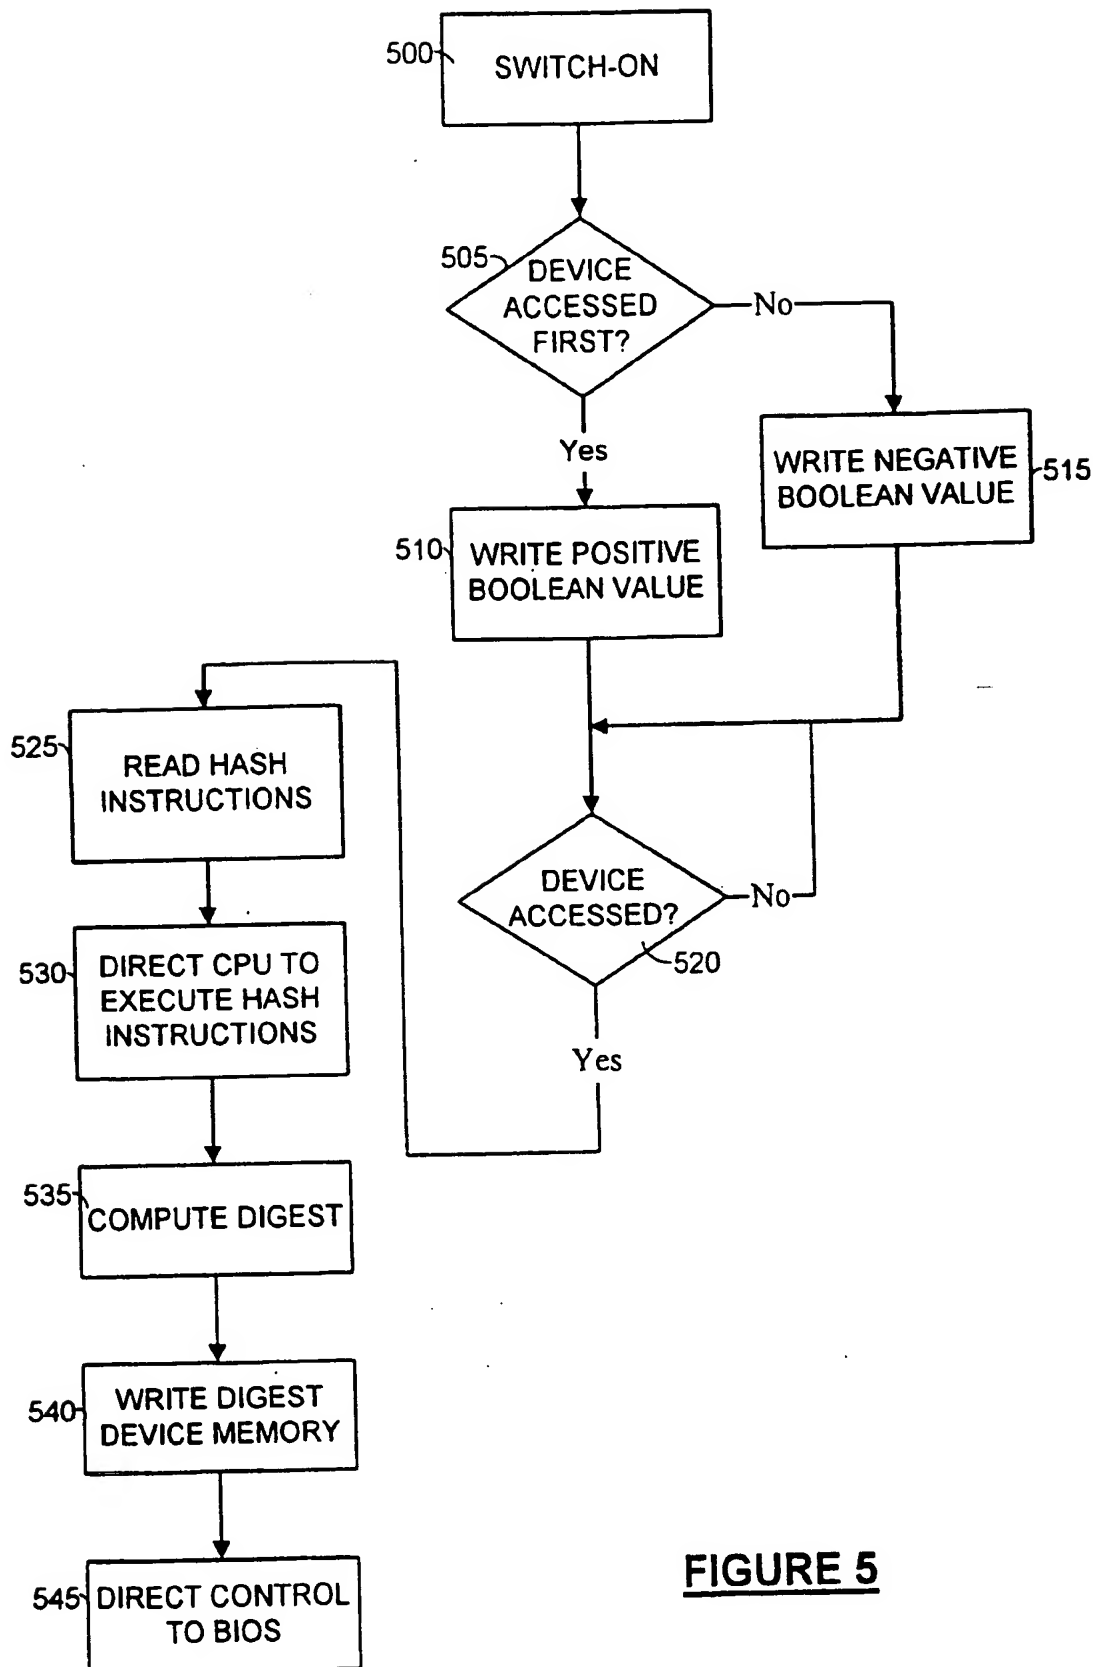 500
SWITCH-ON
505
DEVICE
ACCESSED
FIRST?
No
Yes
WRITE NEGATIVE
BOOLEAN VALUE
515
510
WRITE POSITIVE
BOOLEAN VALUE
525
READ HASH
INSTRUCTIONS
DEVICE
ACCESSED?
No
520
Yes
530
DIRECT CPU TO
EXECUTE HASH
INSTRUCTIONS
535
COMPUTE DIGEST
540
WRITE DIGEST
DEVICE MEMORY
545
DIRECT CONTROL
TO BIOS
FIGURE 5